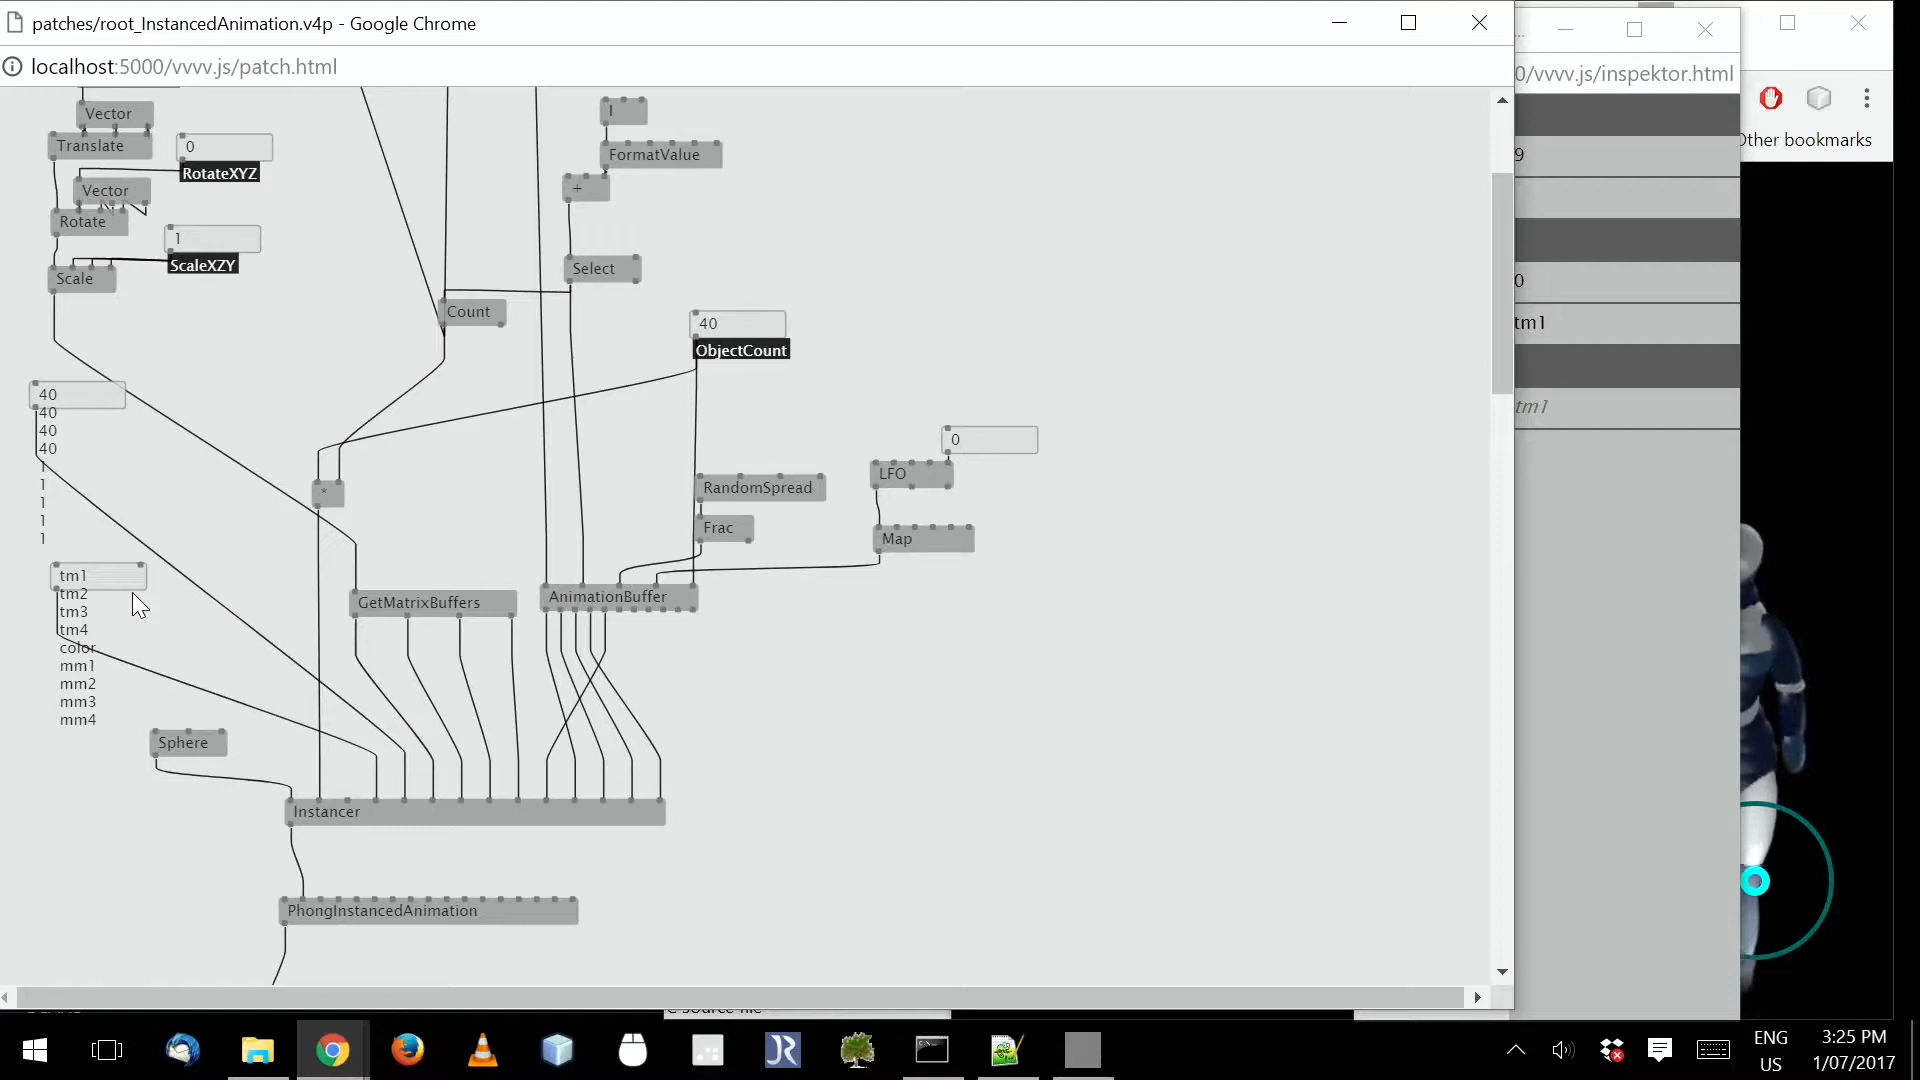 patches/root_InstancedAnimation.v4p - Google Chrome
localhost:5000/vvvv.js/patch.html
0/vvvv.js/inspektor.html
Other bookmarks
Vector
Translate
0
RotateXYZ
Vector
Rotate
1
ScaleXZY
Scale
I
FormatValue
+
Select
Count
40
ObjectCount
40
40
40
40
1
1
1
1
1
*
0
LFO
RandomSpread
Frac
Map
tm1
tm2
tm3
tm4
color
mm1
mm2
mm3
mm4
GetMatrixBuffers
AnimationBuffer
Sphere
Instancer
PhongInstancedAnimation
9
0
tm1
tm1
ENG
US
3:25 PM
1/07/2017